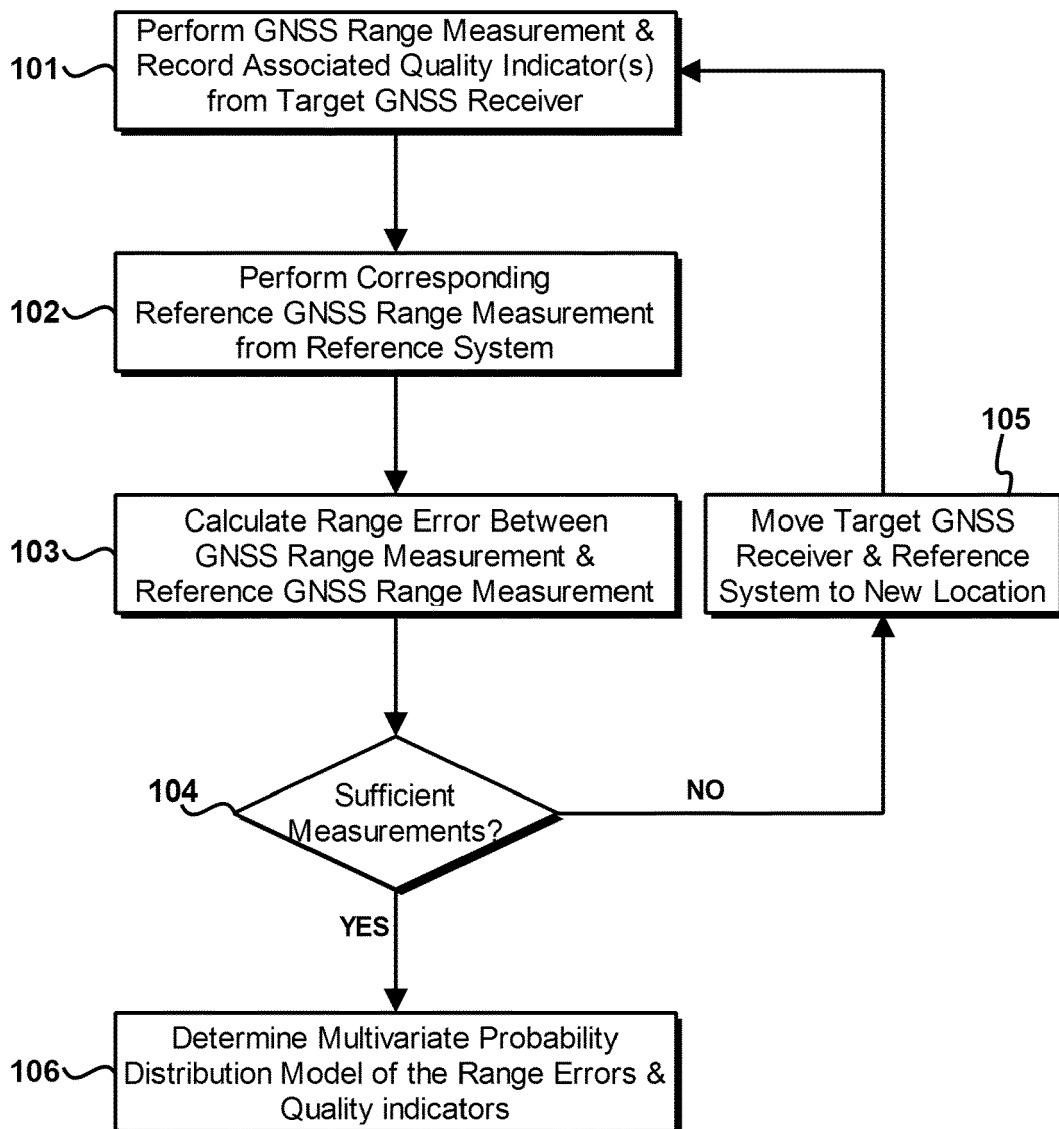 101
Perform GNSS Range Measurement &
Record Associated Quality Indicator(s)
from Target GNSS Receiver
102
Perform Corresponding
Reference GNSS Range Measurement
from Reference System
103
Calculate Range Error Between
GNSS Range Measurement &
Reference GNSS Range Measurement
105
Move Target GNSS
Receiver & Reference
System to New Location
104
Sufficient
Measurements?
NO
YES
106
Determine Multivariate Probability
Distribution Model of the Range Errors &
Quality indicators